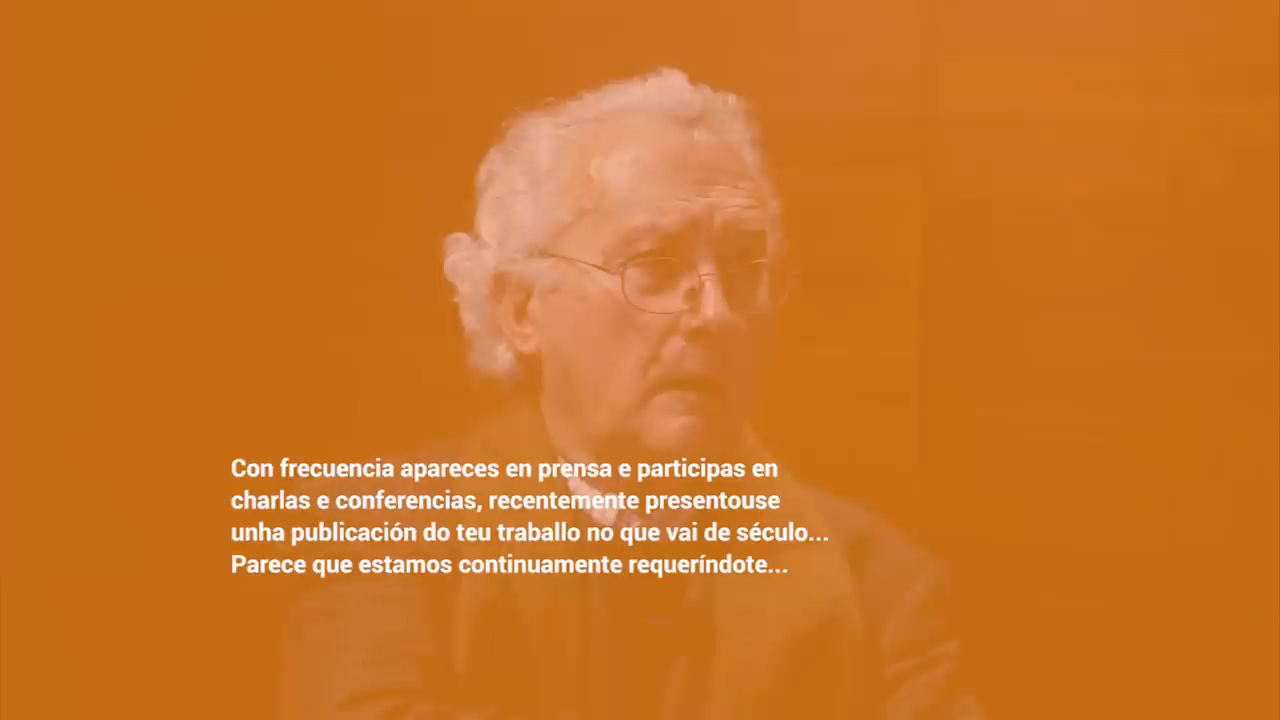 Con frecuencia apareces en prensa e participas en
charlas e conferencias, recentemente presentouse
unha publicación do teu traballo no que vai de século...
Parece que estamos continuamente requeríndote...